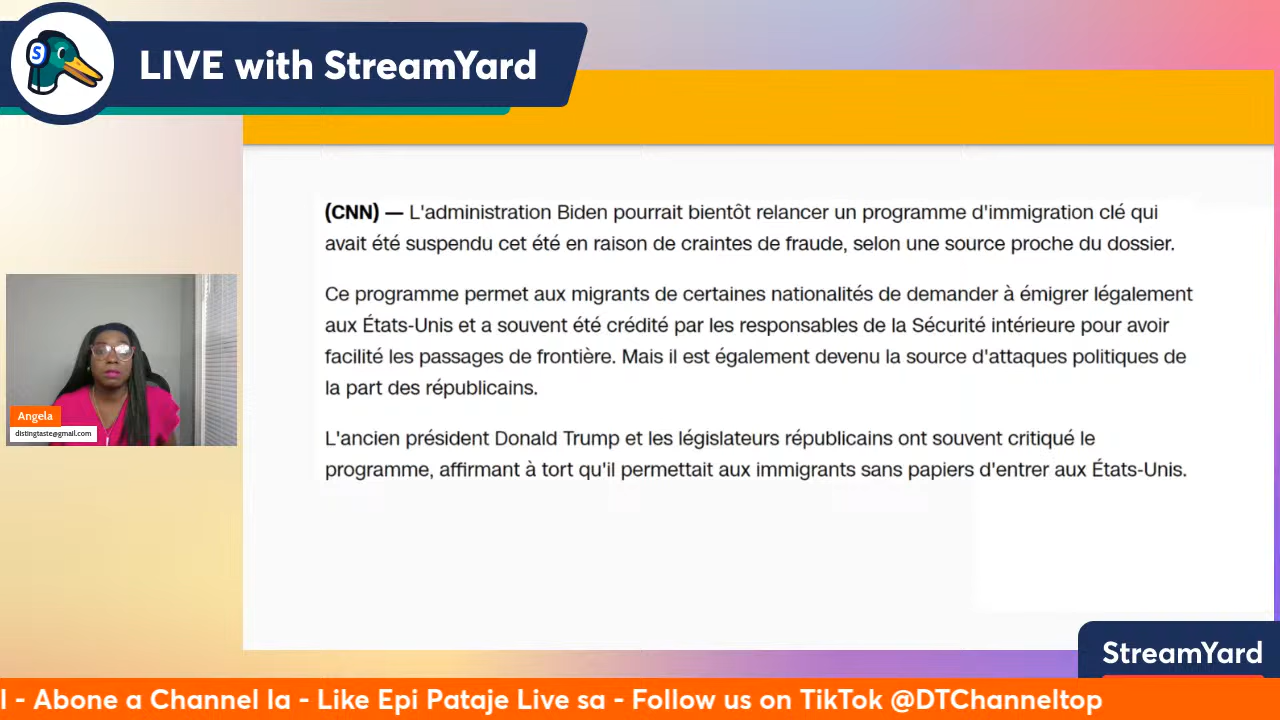 S
LIVE with StreamYard
(CNN) — L'administration Biden pourrait bientôt relancer un programme d'immigration clé qui
avait été suspendu cet été en raison de craintes de fraude, selon une source proche du dossier.
Ce programme permet aux migrants de certaines nationalités de demander à émigrer légalement
aux États-Unis et a souvent été crédité par les responsables de la Sécurité intérieure pour avoir
facilité les passages de frontière. Mais il est également devenu la source d'attaques politiques de
la part des républicains.
L'ancien président Donald Trump et les législateurs républicains ont souvent critiqué le
programme, affirmant à tort qu'il permettait aux immigrants sans papiers d'entrer aux États-Unis.
Angela
distingtaste@gmail.com
StreamYard
l - Abone a Channel la - Like Epi Pataje Live sa - Follow us on TikTok @DTChanneltop